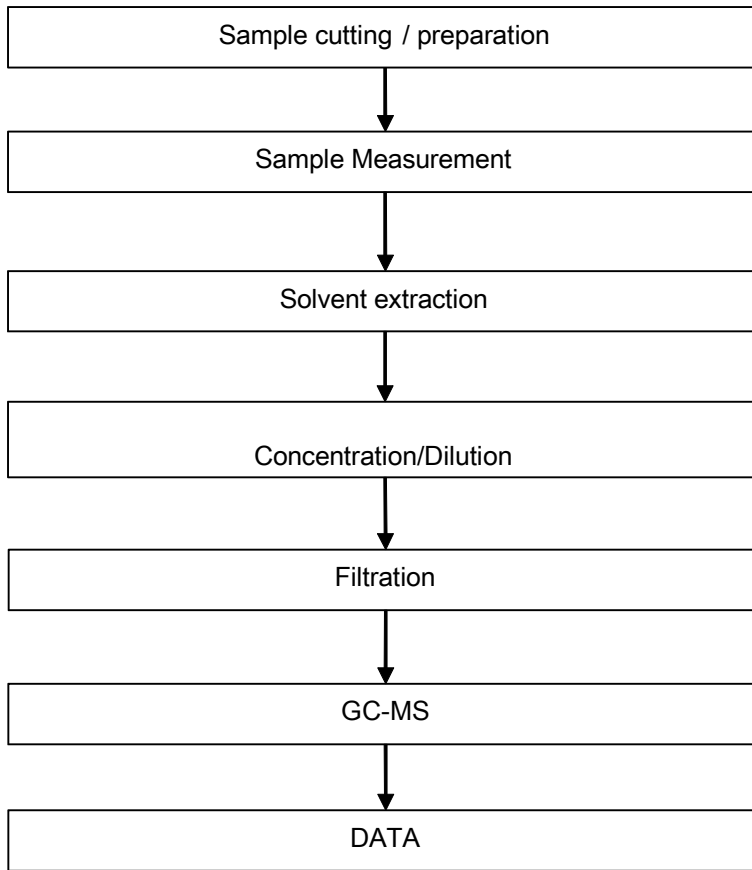 Sample cutting / preparation
Sample Measurement
Solvent extraction
Concentration/Dilution
Filtration
GC-MS
DATA